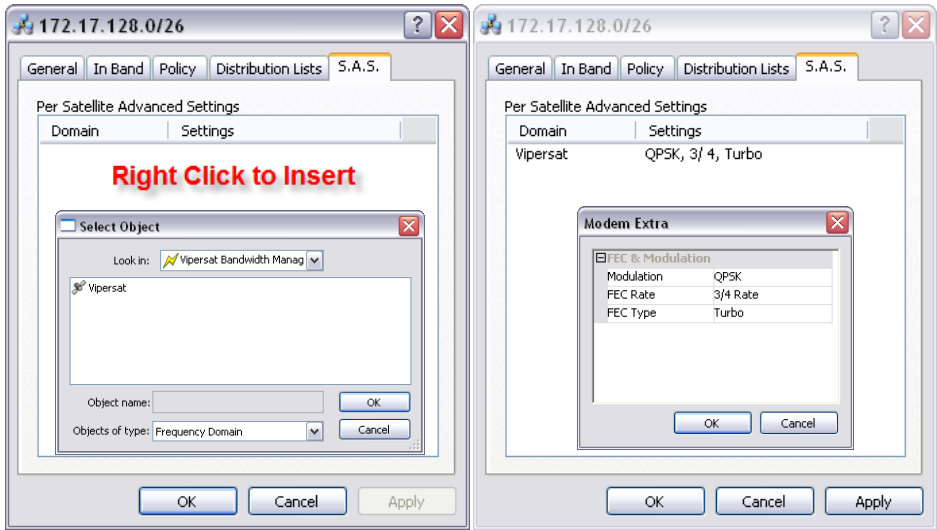 172.17.128.0/26
General In Band Policy Distribution Lists S.A.S.
Per Satellite Advanced Settings
Domain Settings
Right Click to Insert
Select Object
Look in: Vipersat Bandwidth Manag
Vipersat
Object name: OK
Objects of type: Frequency Domain Cancel
OK Cancel Apply
172.17.128.0/26
General In Band Policy Distribution Lists S.A.S.
Per Satellite Advanced Settings
Domain Settings
Vipersat QPSK, 3/ 4, Turbo
Modem Extra
FEC & Modulation
Modulation QPSK
FEC Rate 3/4 Rate
FEC Type Turbo
OK Cancel
OK Cancel Apply